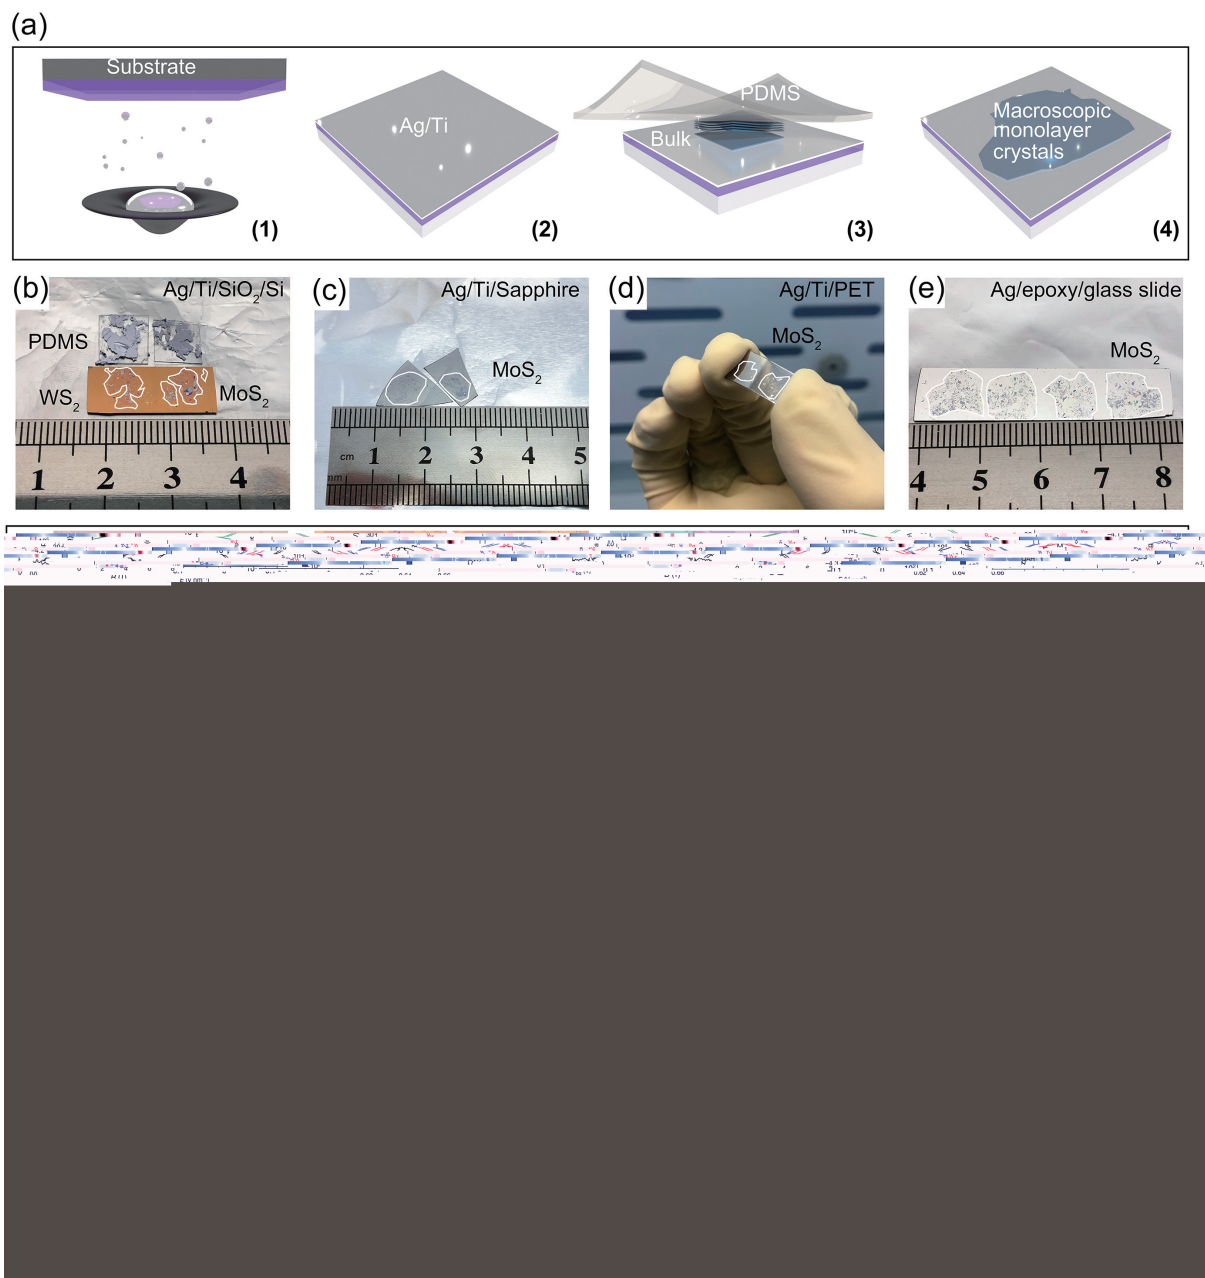 (a)
Substrate
(1)
Ag/Ti
(2)
PDMS
Bulk
(3)
Macroscopic
monolayer
crystals
(4)
(b)
Ag/Ti/SiO₂/Si
PDMS
WS₂
MoS₂
1 2 3 4
(c)
Ag/Ti/Sapphire
MoS₂
cm 1 2 3 4 5
(d)
Ag/Ti/PET
MoS₂
(e)
Ag/epoxy/glass slide
MoS₂
4 5 6 7 8